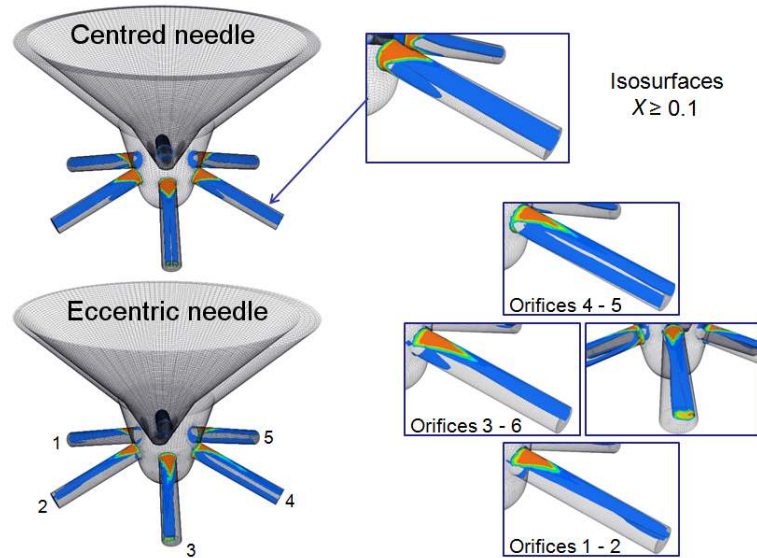 Centred needle
Isosurfaces
X ≥ 0.1
Orifices 4 - 5
Eccentric needle
Orifices 3 - 6
Orifices 1 - 2
1
5
2
4
3